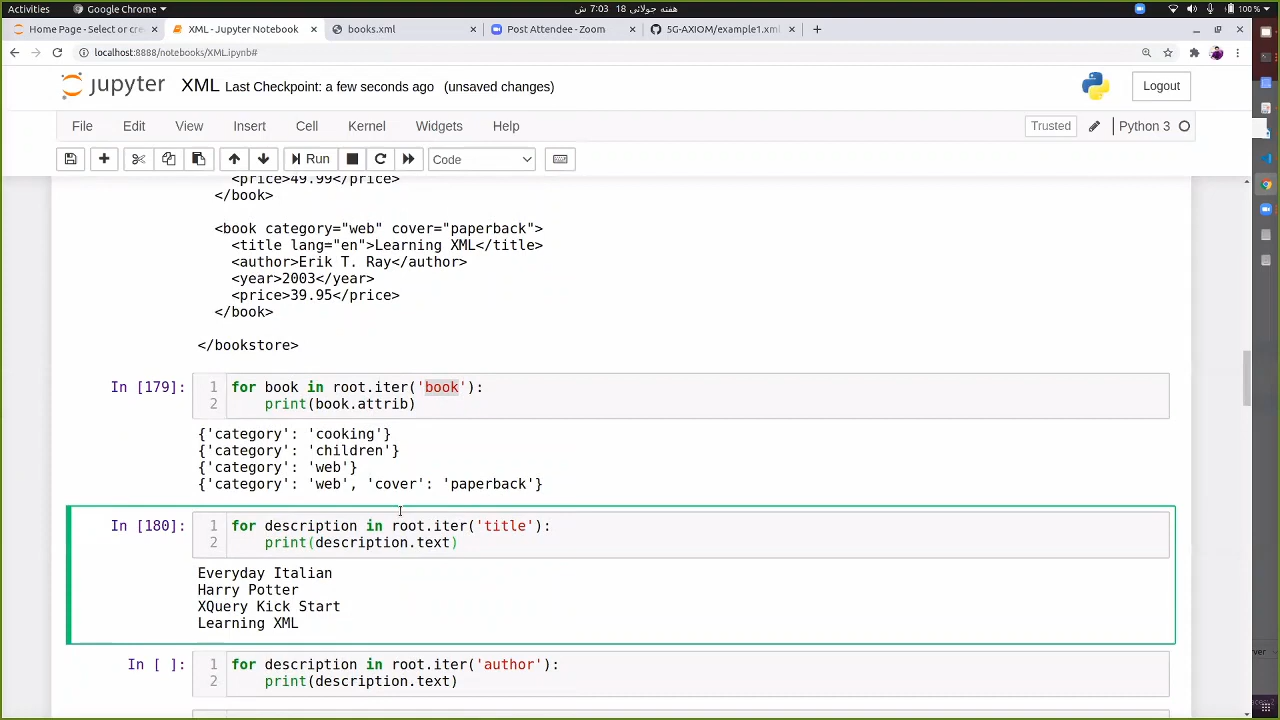 Activities Google Chrome هفته جولائی 18 7:03 ش 100 %
Home Page - Select or cre XML - Jupyter Notebook books.xml Post Attendee - Zoom 5G-AXIOM/example1.xml
localhost:8888/notebooks/XML.ipynb#
jupyter XML Last Checkpoint: a few seconds ago (unsaved changes) Logout
File Edit View Insert Cell Kernel Widgets Help Trusted Python 3
Run Code
<price>49.99</price>
</book>
<book category="web" cover="paperback">
<title lang="en">Learning XML</title>
<author>Erik T. Ray</author>
<year>2003</year>
<price>39.95</price>
</book>
</bookstore>
In [179]: 1 for book in root.iter('book'):
2 print(book.attrib)
{'category': 'cooking'}
{'category': 'children'}
{'category': 'web'}
{'category': 'web', 'cover': 'paperback'}
In [180]: 1 for description in root.iter('title'):
2 print(description.text)
Everyday Italian
Harry Potter
XQuery Kick Start
Learning XML
In [ ]: 1 for description in root.iter('author'):
2 print(description.text)